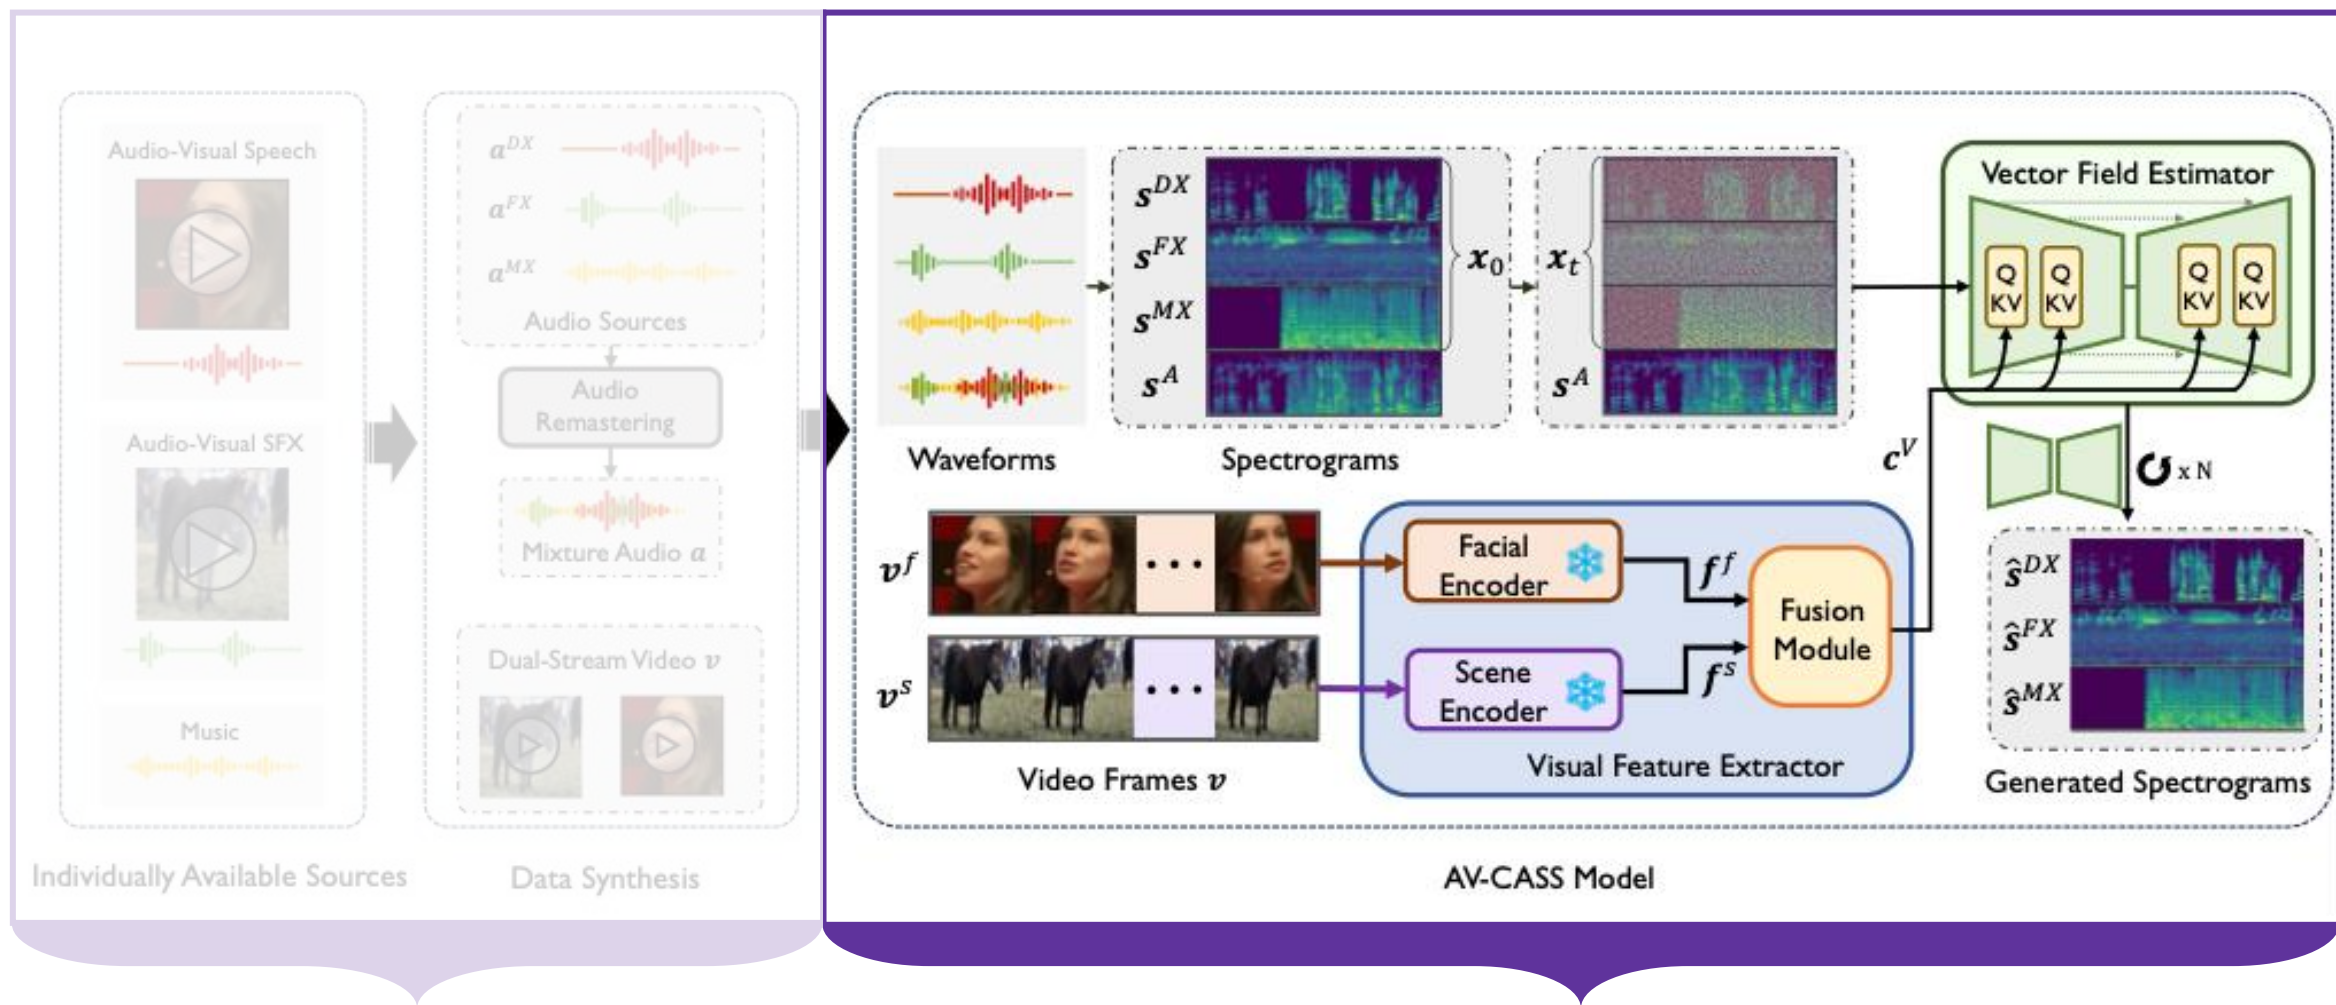 Audio-Visual Speech
Audio-Visual SFX
Music
Individually Available Sources
a^{DX}
a^{FX}
a^{MX}
Audio Sources
Audio
Remastering
Mixture Audio a
Dual-Stream Video v
Data Synthesis
Waveforms
s^{DX}
s^{FX}
s^{MX}
s^{A}
x_0
Spectrograms
x_t
s^{A}
Vector Field Estimator
Q
KV
Q
KV
Q
KV
Q
KV
c^{V}
x N
v^{f}
v^{s}
Video Frames v
Facial
Encoder
Scene
Encoder
f^{f}
f^{s}
Fusion
Module
Visual Feature Extractor
ŝ^{DX}
ŝ^{FX}
ŝ^{MX}
Generated Spectrograms
AV-CASS Model